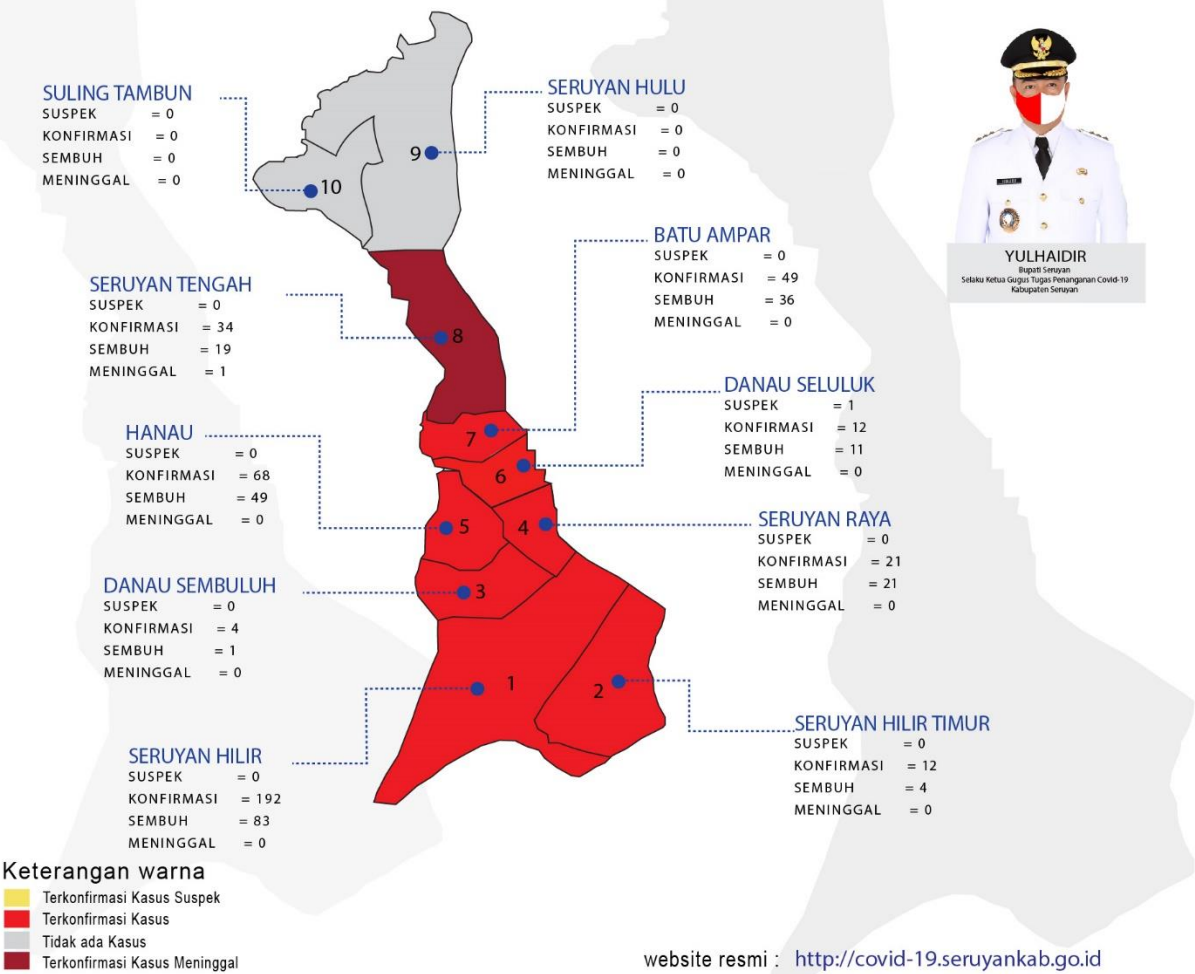 SULING TAMBUN
SUSPEK = 0
KONFIRMASI = 0
SEMBUH = 0
MENINGGAL = 0
SERUYAN HULU
SUSPEK = 0
KONFIRMASI = 0
SEMBUH = 0
MENINGGAL = 0
YULHAIDIR
Bupati Seruyan
Selaku Ketua Gugus Tugas Penanganan Covid-19
Kabupaten Seruyan
9
10
BATU AMPAR
SUSPEK = 0
KONFIRMASI = 49
SEMBUH = 36
MENINGGAL = 0
SERUYAN TENGAH
SUSPEK = 0
KONFIRMASI = 34
SEMBUH = 19
MENINGGAL = 1
8
DANAU SELULUK
SUSPEK = 1
KONFIRMASI = 12
SEMBUH = 11
MENINGGAL = 0
HANAU
SUSPEK = 0
KONFIRMASI = 68
SEMBUH = 49
MENINGGAL = 0
7
6
5
4
SERUYAN RAYA
SUSPEK = 0
KONFIRMASI = 21
SEMBUH = 21
MENINGGAL = 0
DANAU SEMBULUH
SUSPEK = 0
KONFIRMASI = 4
SEMBUH = 1
MENINGGAL = 0
3
1
2
SERUYAN HILIR TIMUR
SUSPEK = 0
KONFIRMASI = 12
SEMBUH = 4
MENINGGAL = 0
SERUYAN HILIR
SUSPEK = 0
KONFIRMASI = 192
SEMBUH = 83
MENINGGAL = 0
Keterangan warna
Terkonfirmasi Kasus Suspek
Terkonfirmasi Kasus
Tidak ada Kasus
Terkonfirmasi Kasus Meninggal
website resmi : http://covid-19.seruyankab.go.id